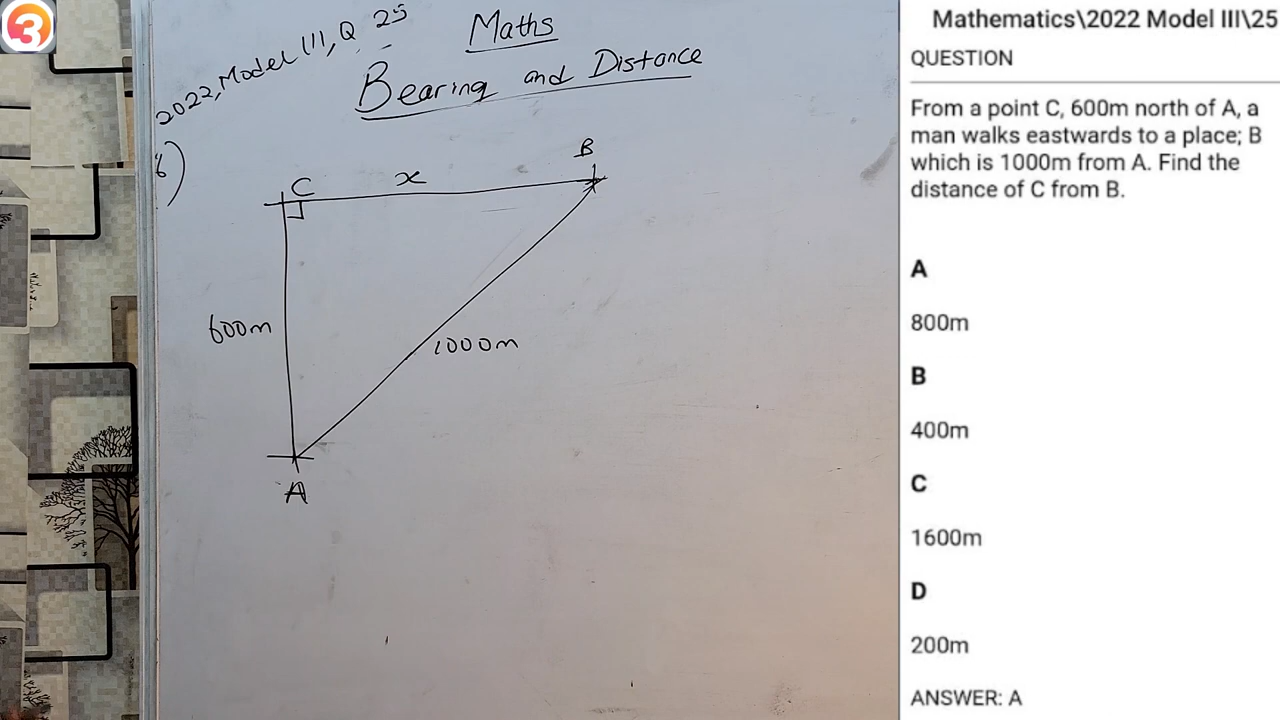 3
2022, Model III, Q 25
Maths
Bearing and Distance
6)
C
x
B
600m
1000m
A
Mathematics\2022 Model III\25
QUESTION
From a point C, 600m north of A, a
man walks eastwards to a place; B
which is 1000m from A. Find the
distance of C from B.
A
800m
B
400m
C
1600m
D
200m
ANSWER: A